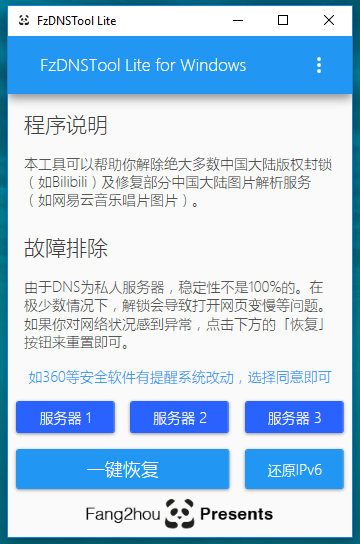 FzDNSTool Lite
FzDNSTool Lite for Windows
程序说明
本工具可以帮助你解除绝大多数中国大陆版权封锁
（如Bilibili）及修复部分中国大陆图片解析服务
（如网易云音乐唱片图片）。
故障排除
由于DNS为私人服务器，稳定性不是100%的。在
极少数情况下，解锁会导致打开网页变慢等问题。
如果你对网络状况感到异常，点击下方的「恢复」
按钮来重置即可。
如360等安全软件有提醒系统改动，选择同意即可
服务器 1
服务器 2
服务器 3
一键恢复
还原IPv6
Fang2hou Presents